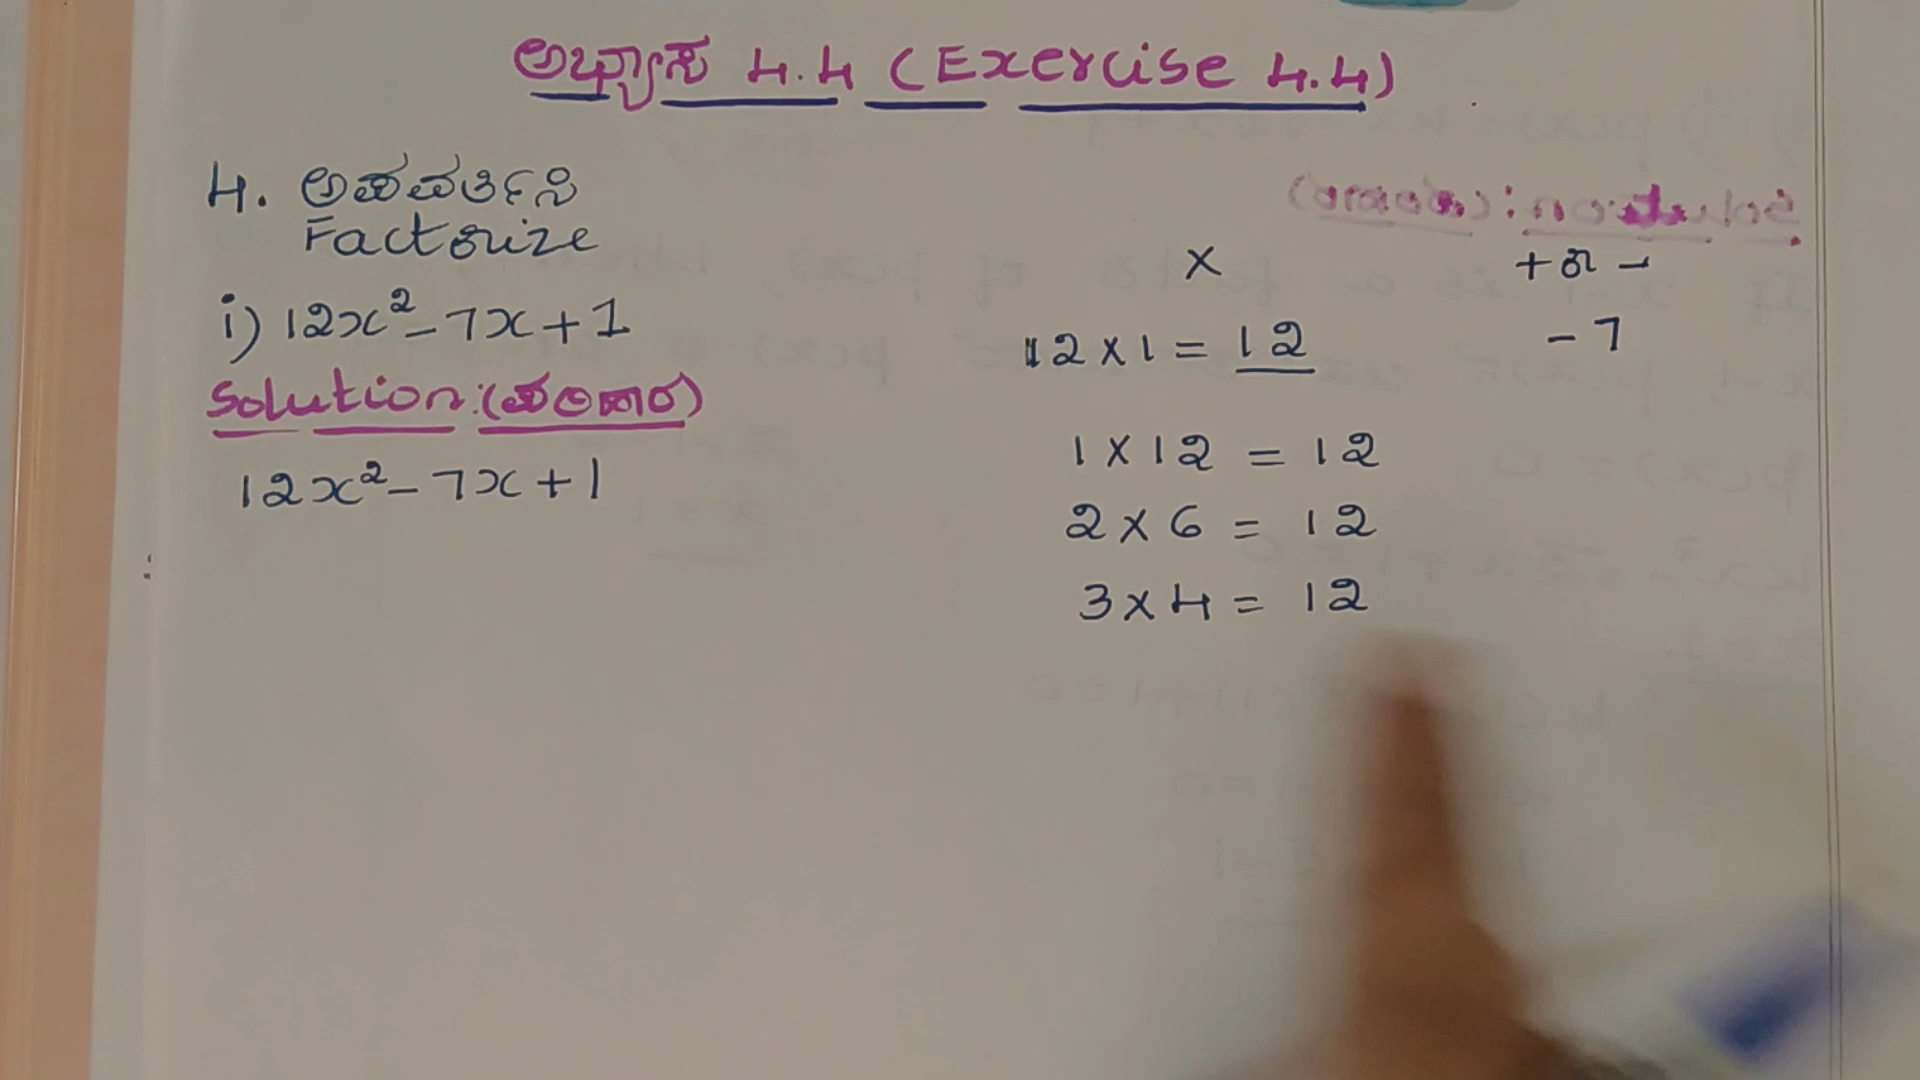 ಅಭ್ಯಾಸ 4.4 (Exercise 4.4)
4. ಅಪವರ್ತಿಸಿ
Factorize
i) 12x² - 7x + 1
Solution: (ಪರಿಹಾರ)
12x² - 7x + 1
× + or -
12 × 1 = 12 - 7
1 × 12 = 12
2 × 6 = 12
3 × 4 = 12